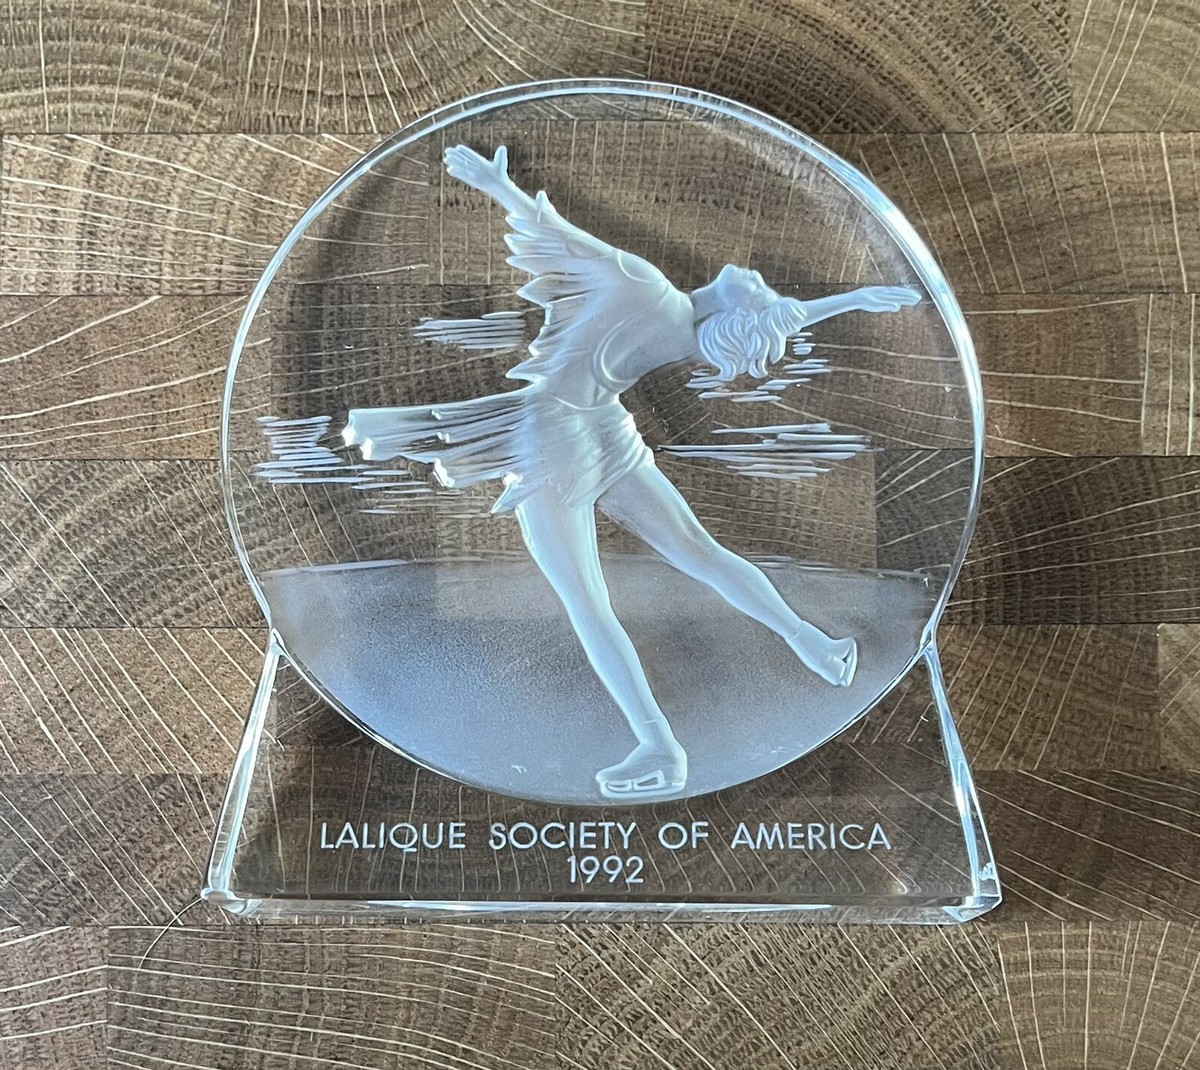 LALIQUE SOCIETY OF AMERICA
1992